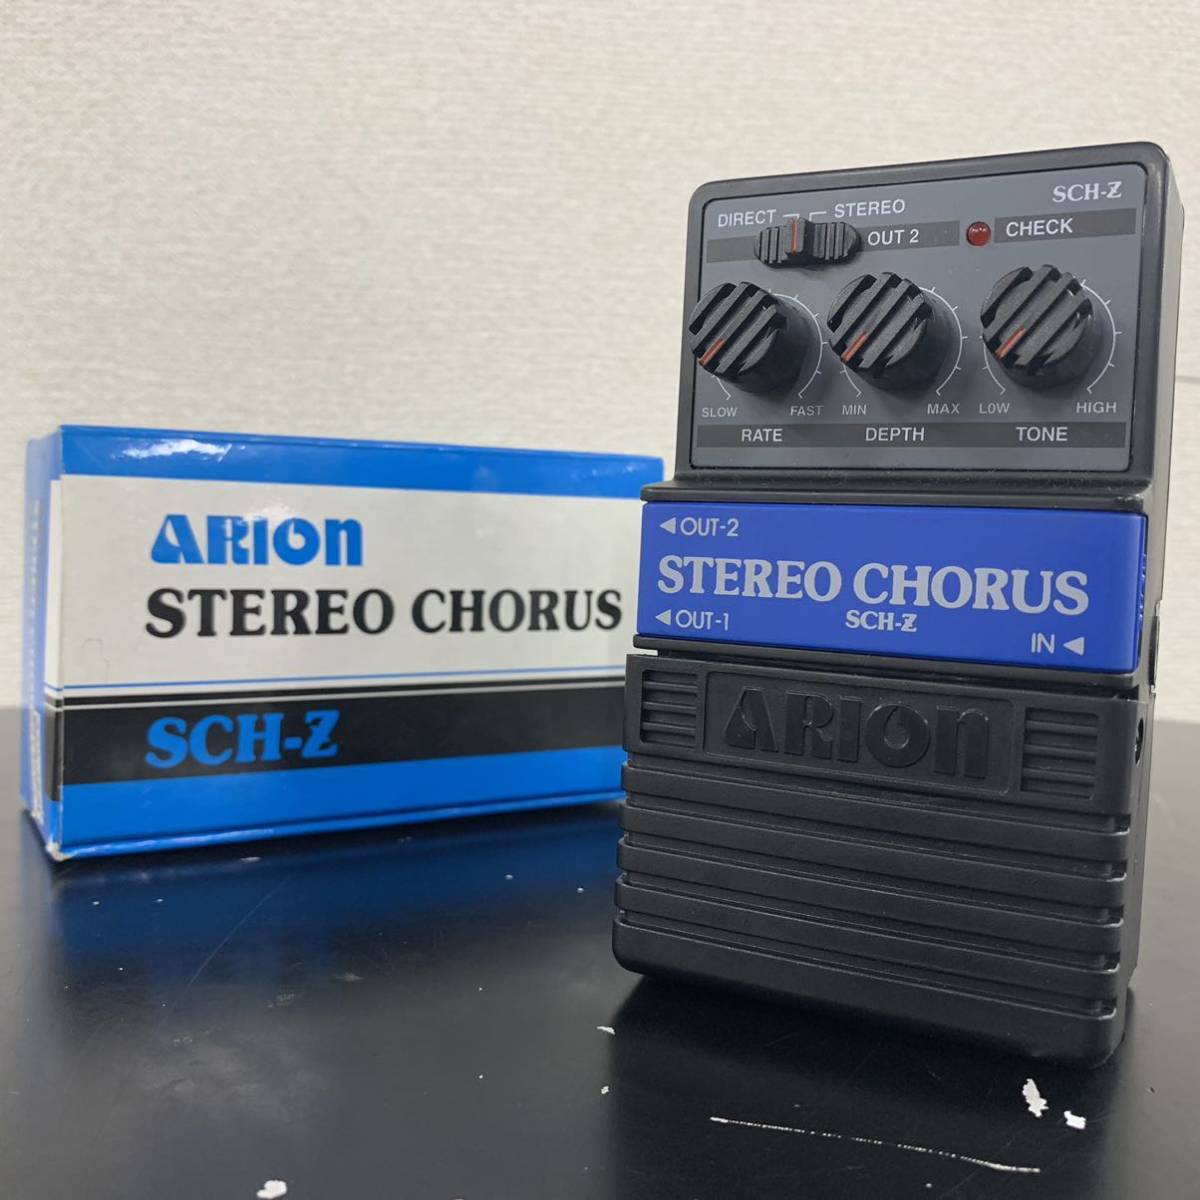 ARION
STEREO CHORUS
SCH-Z
SCH-Z
DIRECT STEREO
OUT 2
CHECK
SLOW FAST MIN MAX LOW HIGH
RATE DEPTH TONE
◀ OUT-2
STEREO CHORUS
◀ OUT-1 SCH-Z IN ◀
ARION